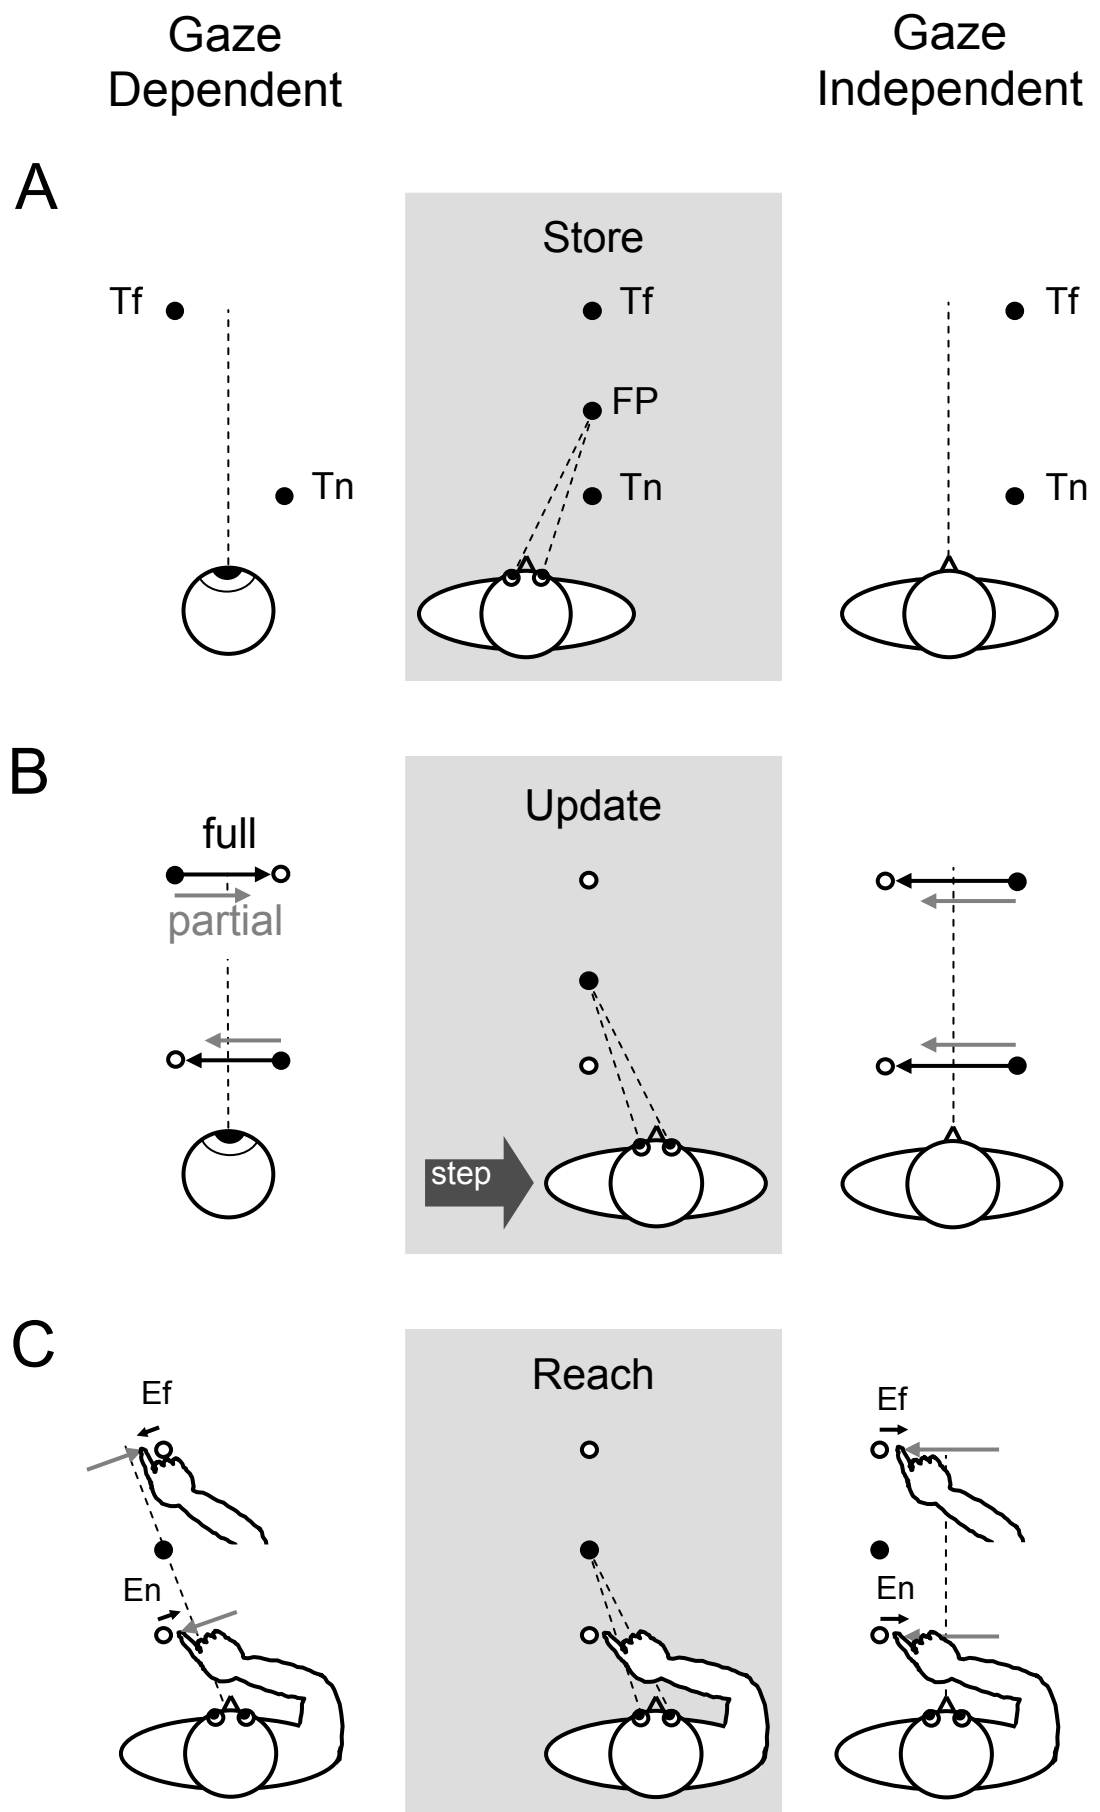 Gaze
Dependent
Gaze
Independent
A
Store
Tf
Tf
Tf
FP
Tn
Tn
Tn
B
Update
full
partial
step
C
Reach
Ef
Ef
En
En